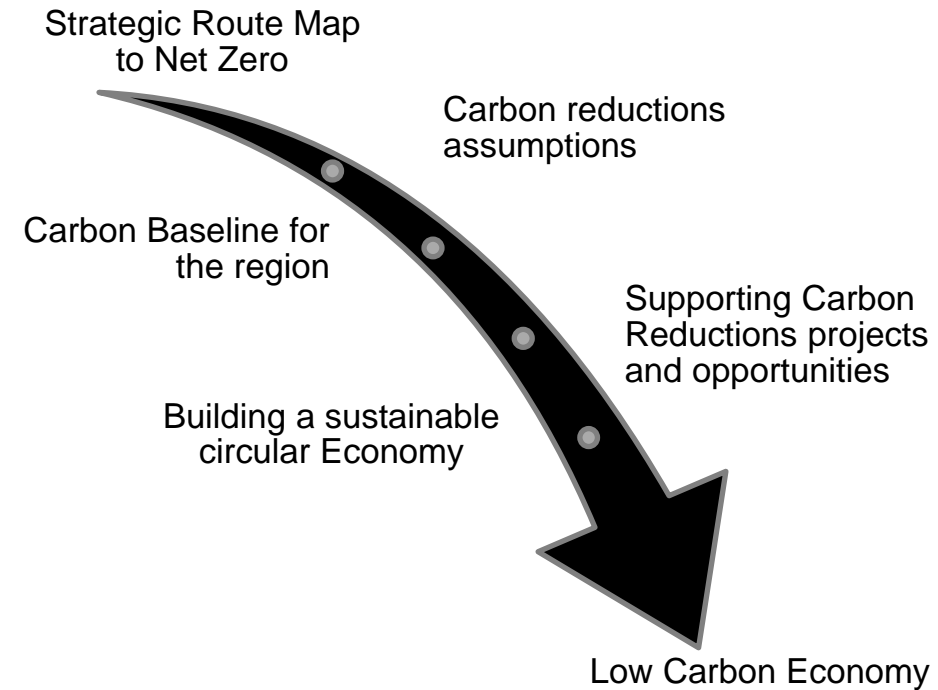 Strategic Route Map
to Net Zero
Carbon reductions
assumptions
Carbon Baseline for
the region
Supporting Carbon
Reductions projects
and opportunities
Building a sustainable
circular Economy
Low Carbon Economy